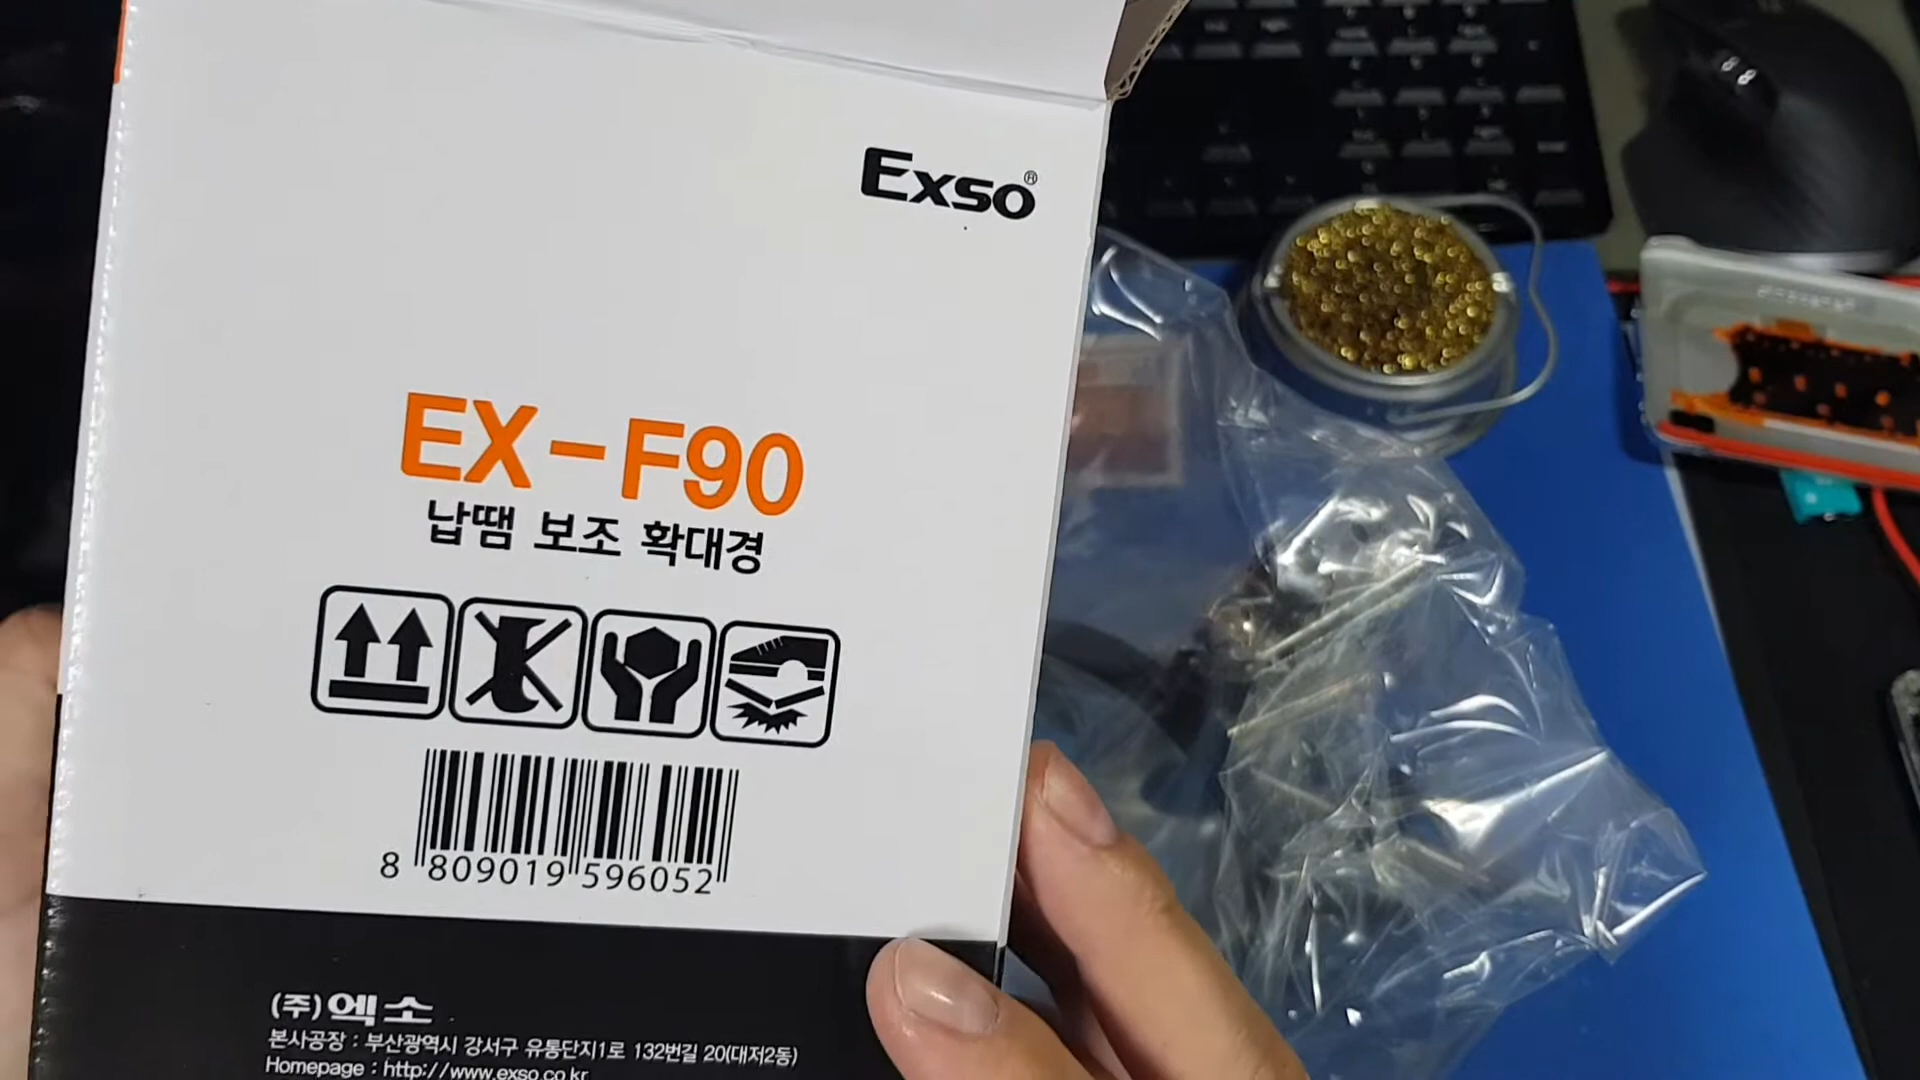 Exso®
EX-F90
납땜 보조 확대경
8 809019 596052
(주)엑소
본사공장 : 부산광역시 강서구 유통단지1로 132번길 20(대저2동)
Homepage : http://www.exso.co.kr